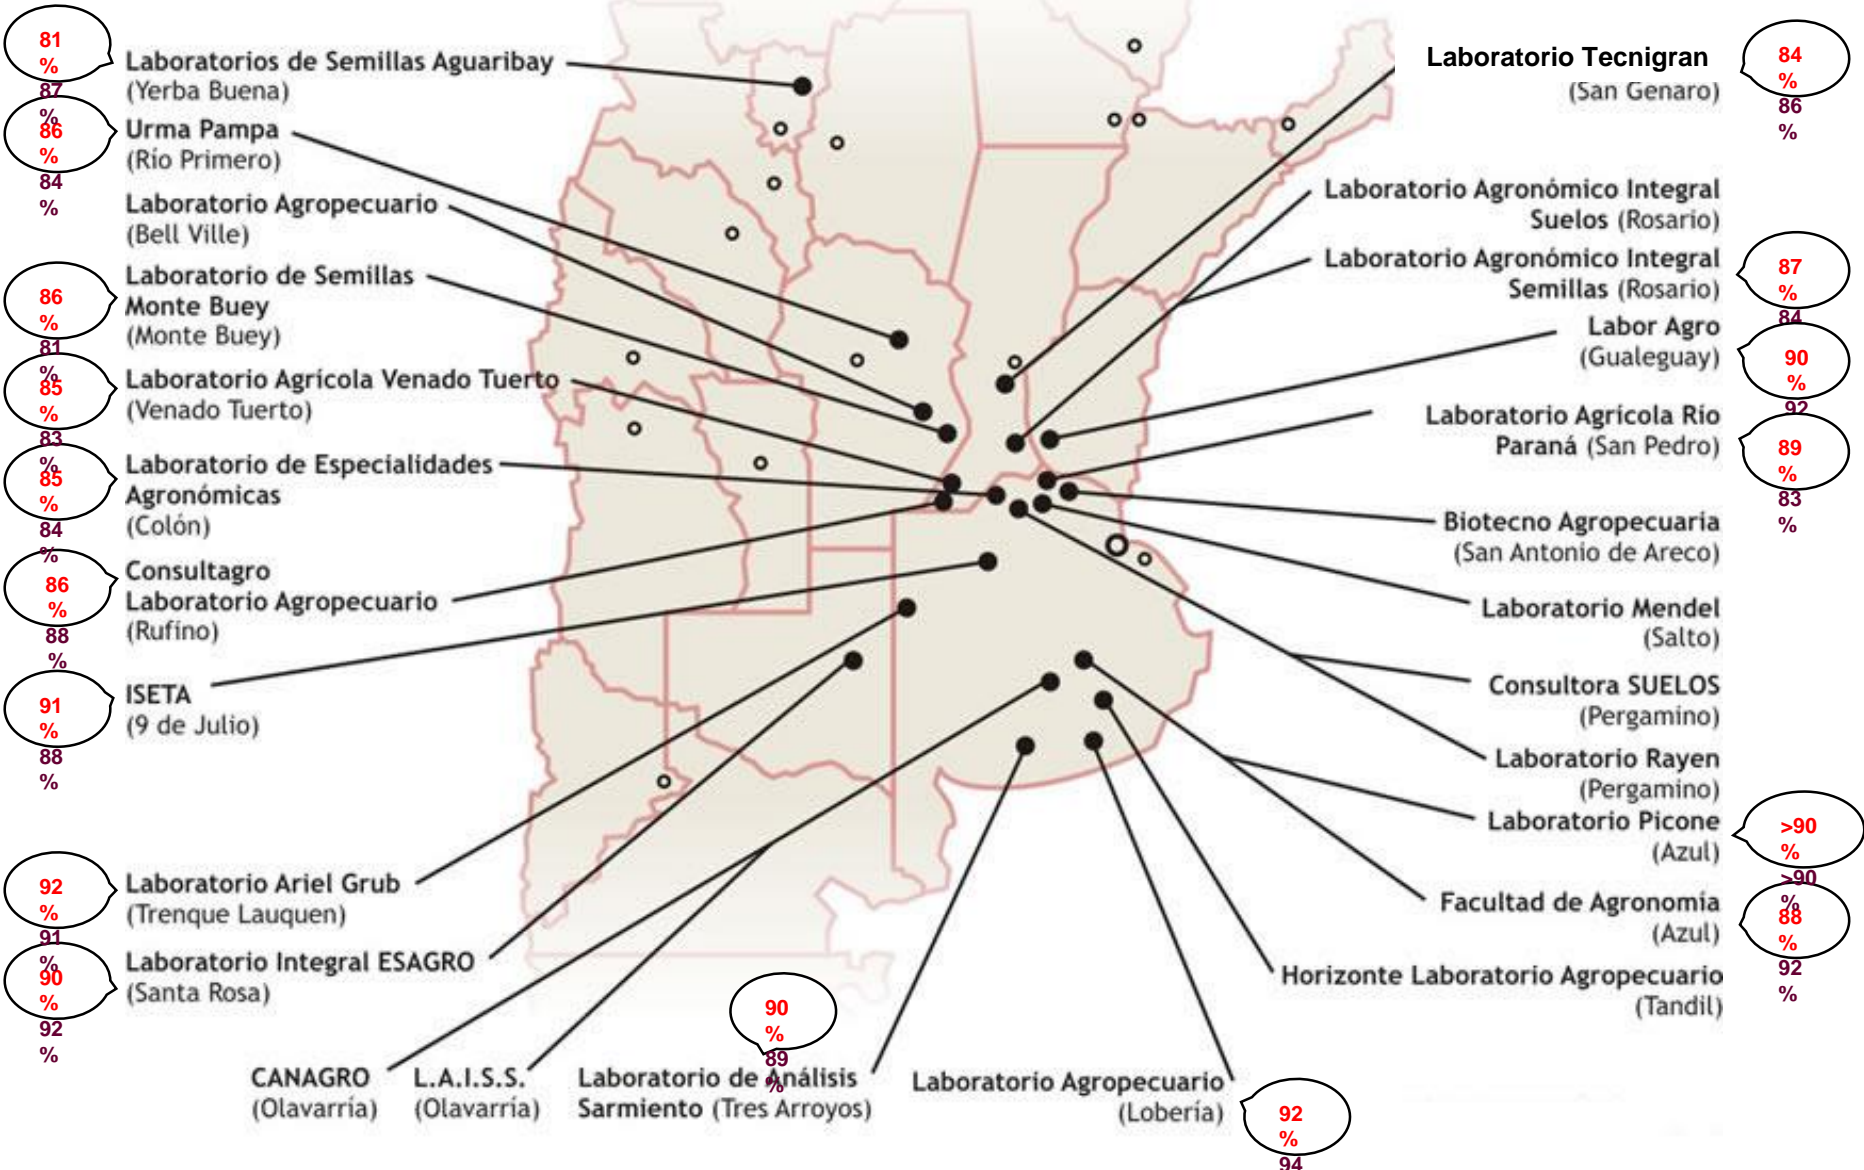 81
%
87
%
Laboratorios de Semillas Aguaribay
(Yerba Buena)
86
%
84
%
Urma Pampa
(Río Primero)
Laboratorio Agropecuario
(Bell Ville)
86
%
81
%
Laboratorio de Semillas
Monte Buey
(Monte Buey)
85
%
83
%
Laboratorio Agrícola Venado Tuerto
(Venado Tuerto)
85
%
84
%
Laboratorio de Especialidades
Agronómicas
(Colón)
86
%
88
%
Consultagro
Laboratorio Agropecuario
(Rufino)
91
%
88
%
ISETA
(9 de Julio)
92
%
91
%
Laboratorio Ariel Grub
(Trenque Lauquen)
90
%
92
%
Laboratorio Integral ESAGRO
(Santa Rosa)
CANAGRO
(Olavarría)
L.A.I.S.S.
(Olavarría)
90
%
89
%
Laboratorio de Análisis
Sarmiento (Tres Arroyos)
Laboratorio Agropecuario
(Lobería)
92
%
94
Laboratorio Tecnigran
(San Genaro)
84
%
86
%
Laboratorio Agronómico Integral
Suelos (Rosario)
Laboratorio Agronómico Integral
Semillas (Rosario)
87
%
84
Labor Agro
(Gualeguay)
90
%
92
Laboratorio Agrícola Río
Paraná (San Pedro)
89
%
83
%
Biotecno Agropecuaria
(San Antonio de Areco)
Laboratorio Mendel
(Salto)
Consultora SUELOS
(Pergamino)
Laboratorio Rayen
(Pergamino)
Laboratorio Picone
(Azul)
>90
%
>90
%
Facultad de Agronomía
(Azul)
88
%
92
%
Horizonte Laboratorio Agropecuario
(Tandil)